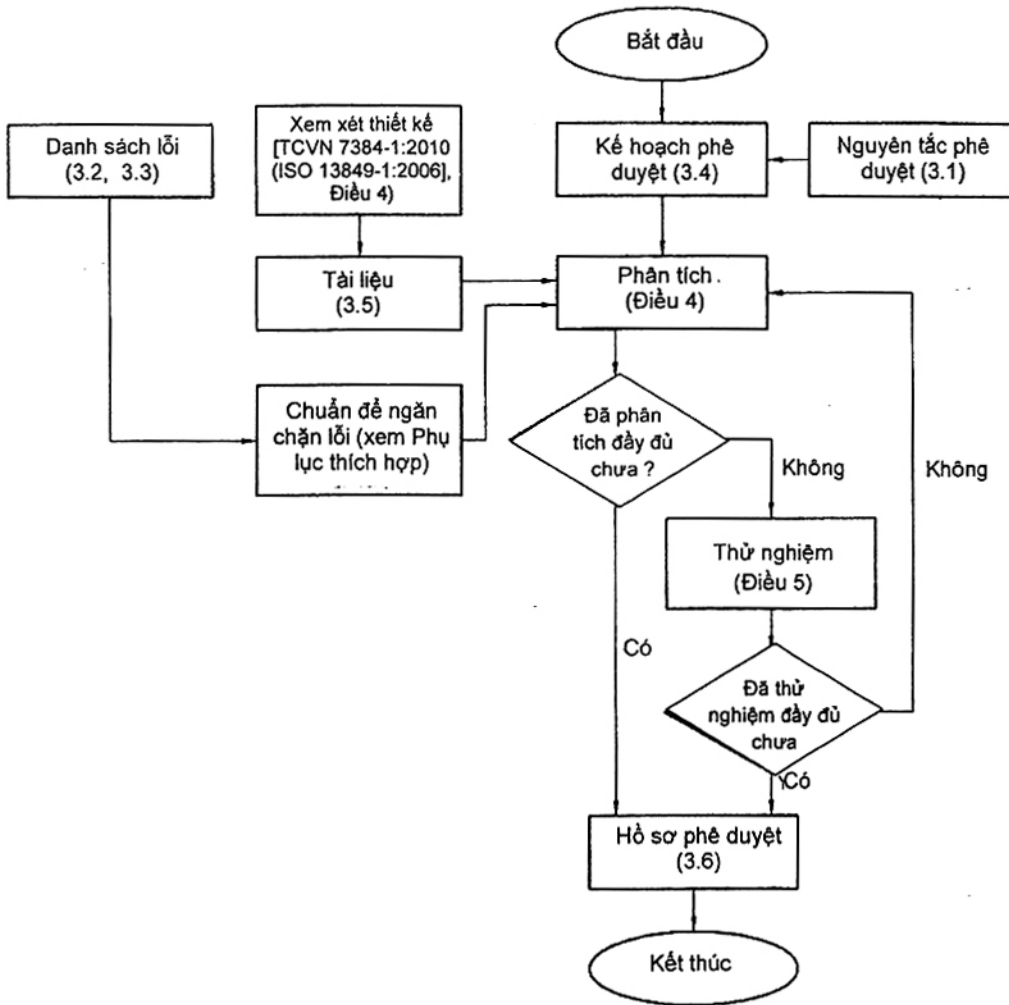 Bắt đầu
Xem xét thiết kế
[TCVN 7384-1:2010
(ISO 13849-1:2006],
Điều 4)
Danh sách lỗi
(3.2, 3.3)
Kế hoạch phê
duyệt (3.4)
Nguyên tắc phê
duyệt (3.1)
Tài liệu
(3.5)
Phân tích.
(Điều 4)
Chuẩn để ngăn
chặn lỗi (xem Phụ
lục thích hợp)
Đã phân
tích đầy đủ
chưa ?
Không
Không
Thử nghiệm
(Điều 5)
Có
Đã thử
nghiệm đầy đủ
chưa
Có
Hồ sơ phê duyệt
(3.6)
Kết thúc